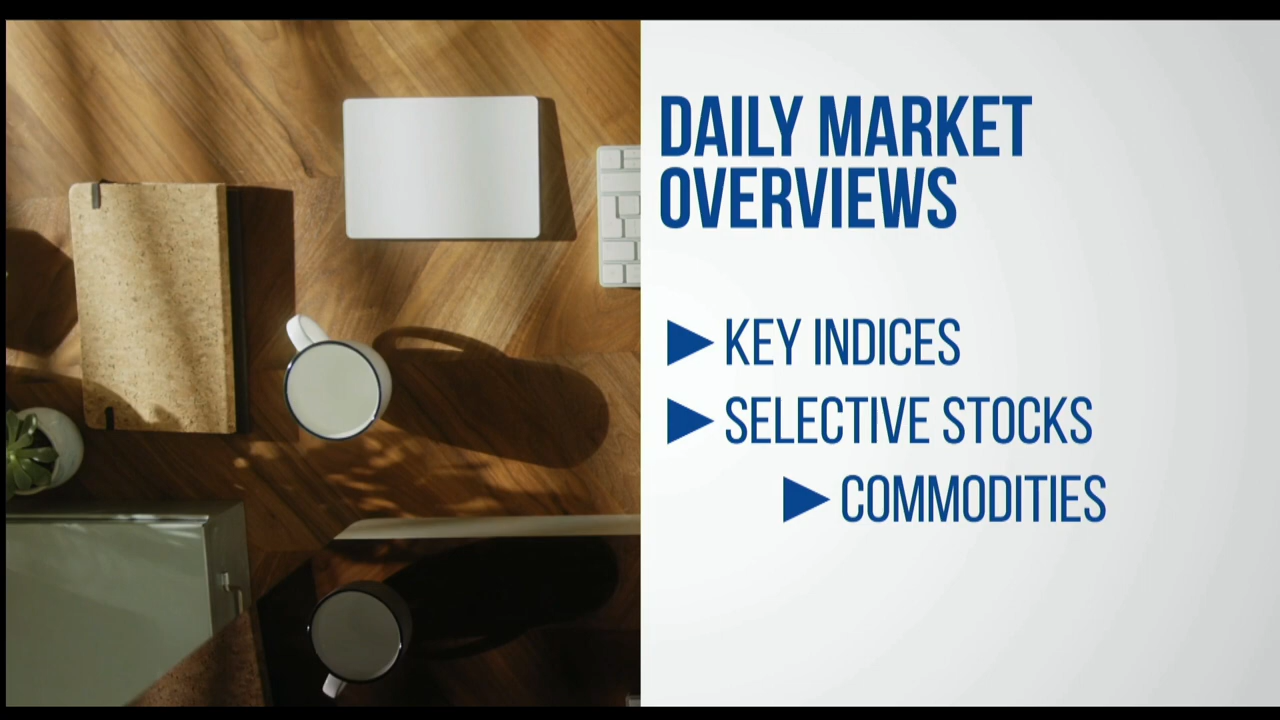 DAILY MARKET
OVERVIEWS
KEY INDICES
SELECTIVE STOCKS
COMMODITIES